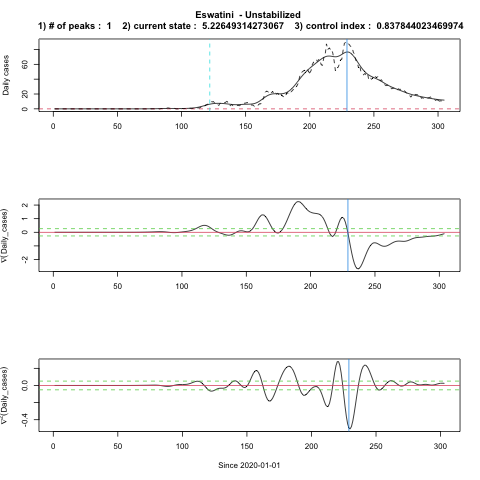 Eswatini - Unstabilized
1) # of peaks : 1 2) current state : 5.22649314273067 3) control index : 0.837844023469974
Daily cases
0 20 60
0 50 100 150 200 250 300
∇(Daily_cases)
-2 0 1 2
0 50 100 150 200 250 300
∇²(Daily_cases)
-0.4 0.0
0 50 100 150 200 250 300
Since 2020-01-01